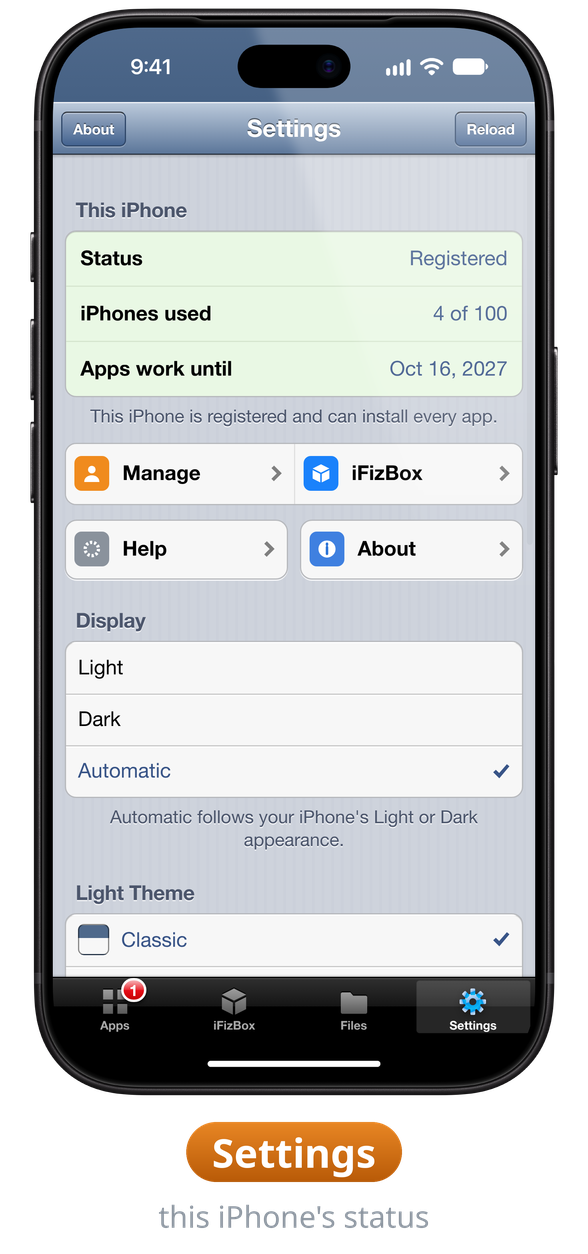 9:41
About
Settings
Reload
This iPhone
Status Registered
iPhones used 4 of 100
Apps work until Oct 16, 2027
This iPhone is registered and can install every app.
Manage
iFizBox
Help
About
Display
Light
Dark
Automatic
Automatic follows your iPhone's Light or Dark
appearance.
Light Theme
Classic
1
Apps
iFizBox
Files
Settings
Settings
this iPhone's status